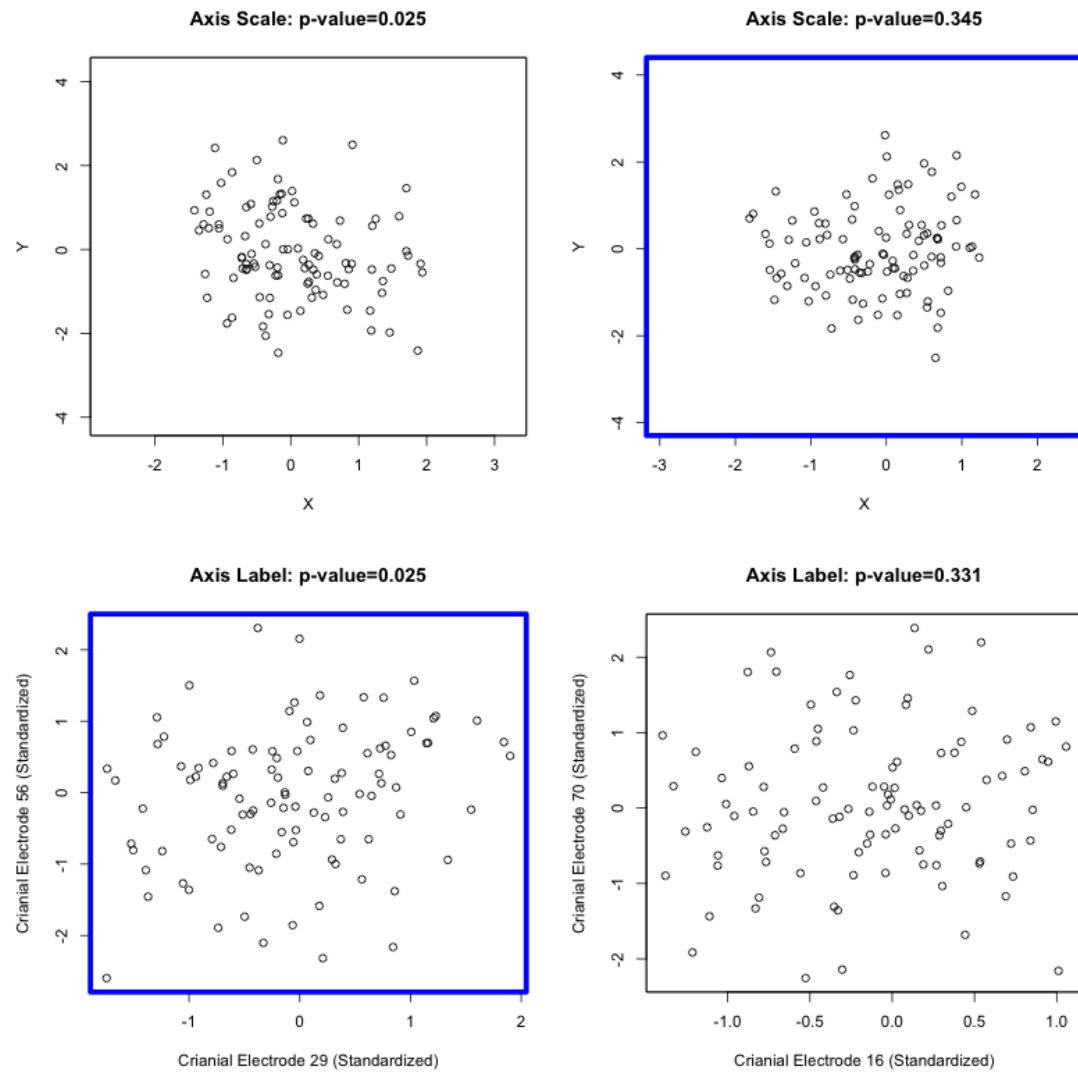 Axis Scale: p-value=0.025
4
2
0
-2
-4
Y
-2 -1 0 1 2 3
X
Axis Scale: p-value=0.345
4
2
0
-2
-4
Y
-3 -2 -1 0 1 2
X
Axis Label: p-value=0.025
2
1
0
-1
-2
Crianial Electrode 56 (Standardized)
-1 0 1 2
Crianial Electrode 29 (Standardized)
Axis Label: p-value=0.331
2
1
0
-1
-2
Crianial Electrode 70 (Standardized)
-1.0 -0.5 0.0 0.5 1.0
Crianial Electrode 16 (Standardized)